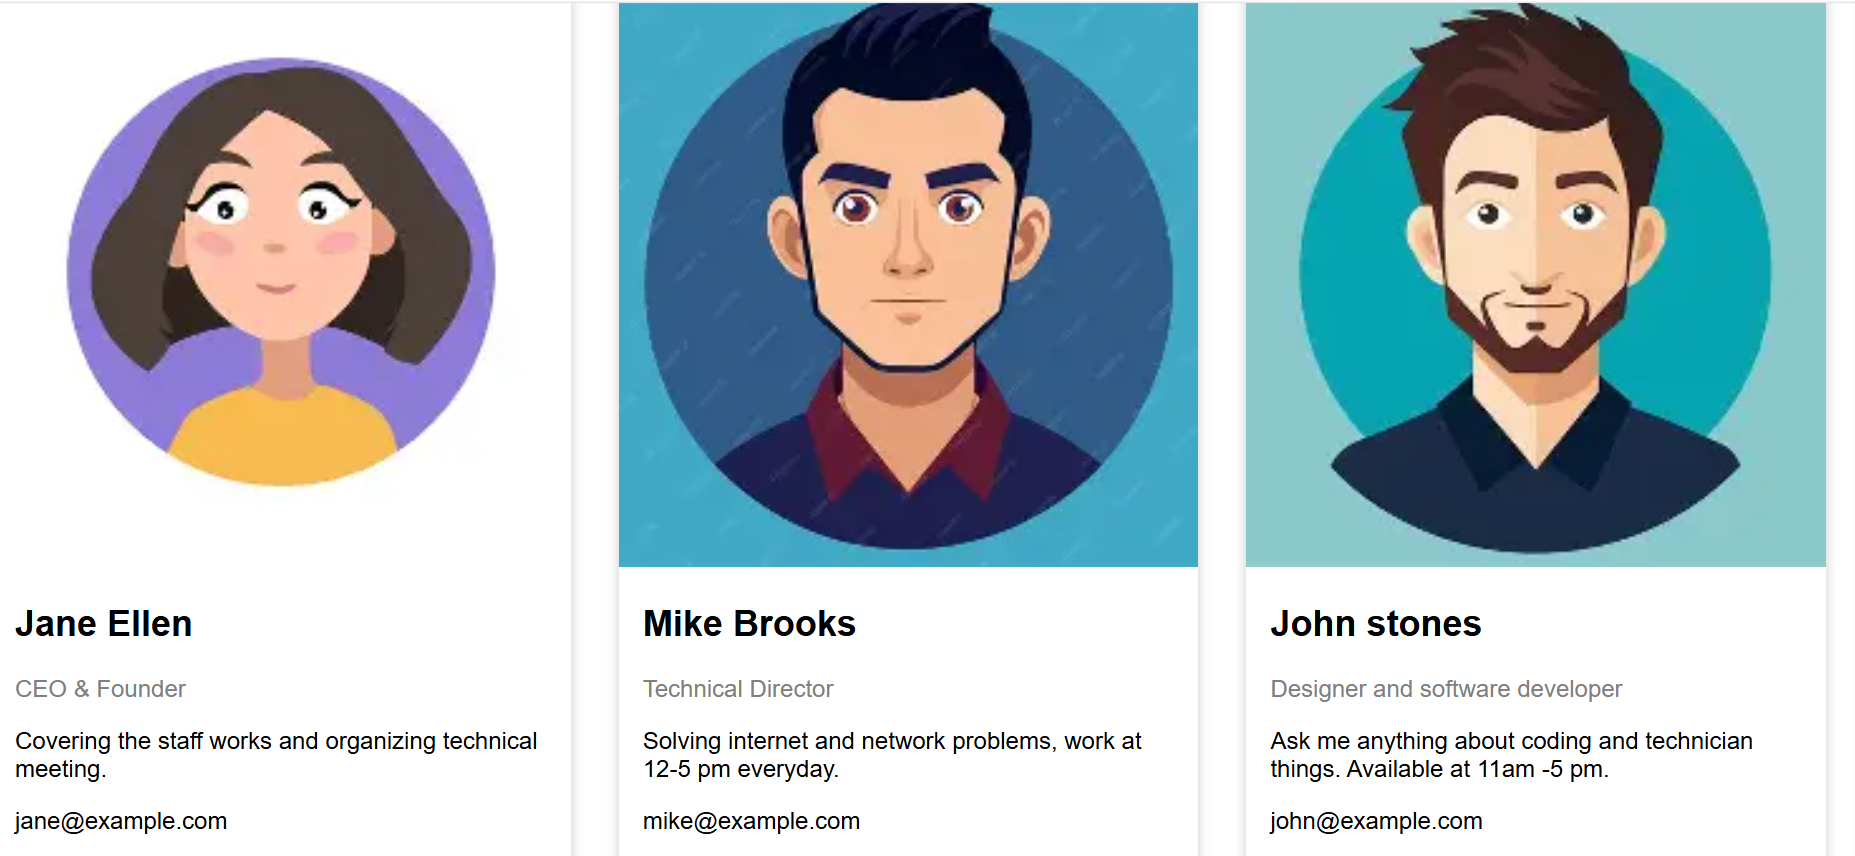 Jane Ellen
CEO & Founder
Covering the staff works and organizing technical
meeting.
jane@example.com
Mike Brooks
Technical Director
Solving internet and network problems, work at
12-5 pm everyday.
mike@example.com
John stones
Designer and software developer
Ask me anything about coding and technician
things. Available at 11am -5 pm.
john@example.com